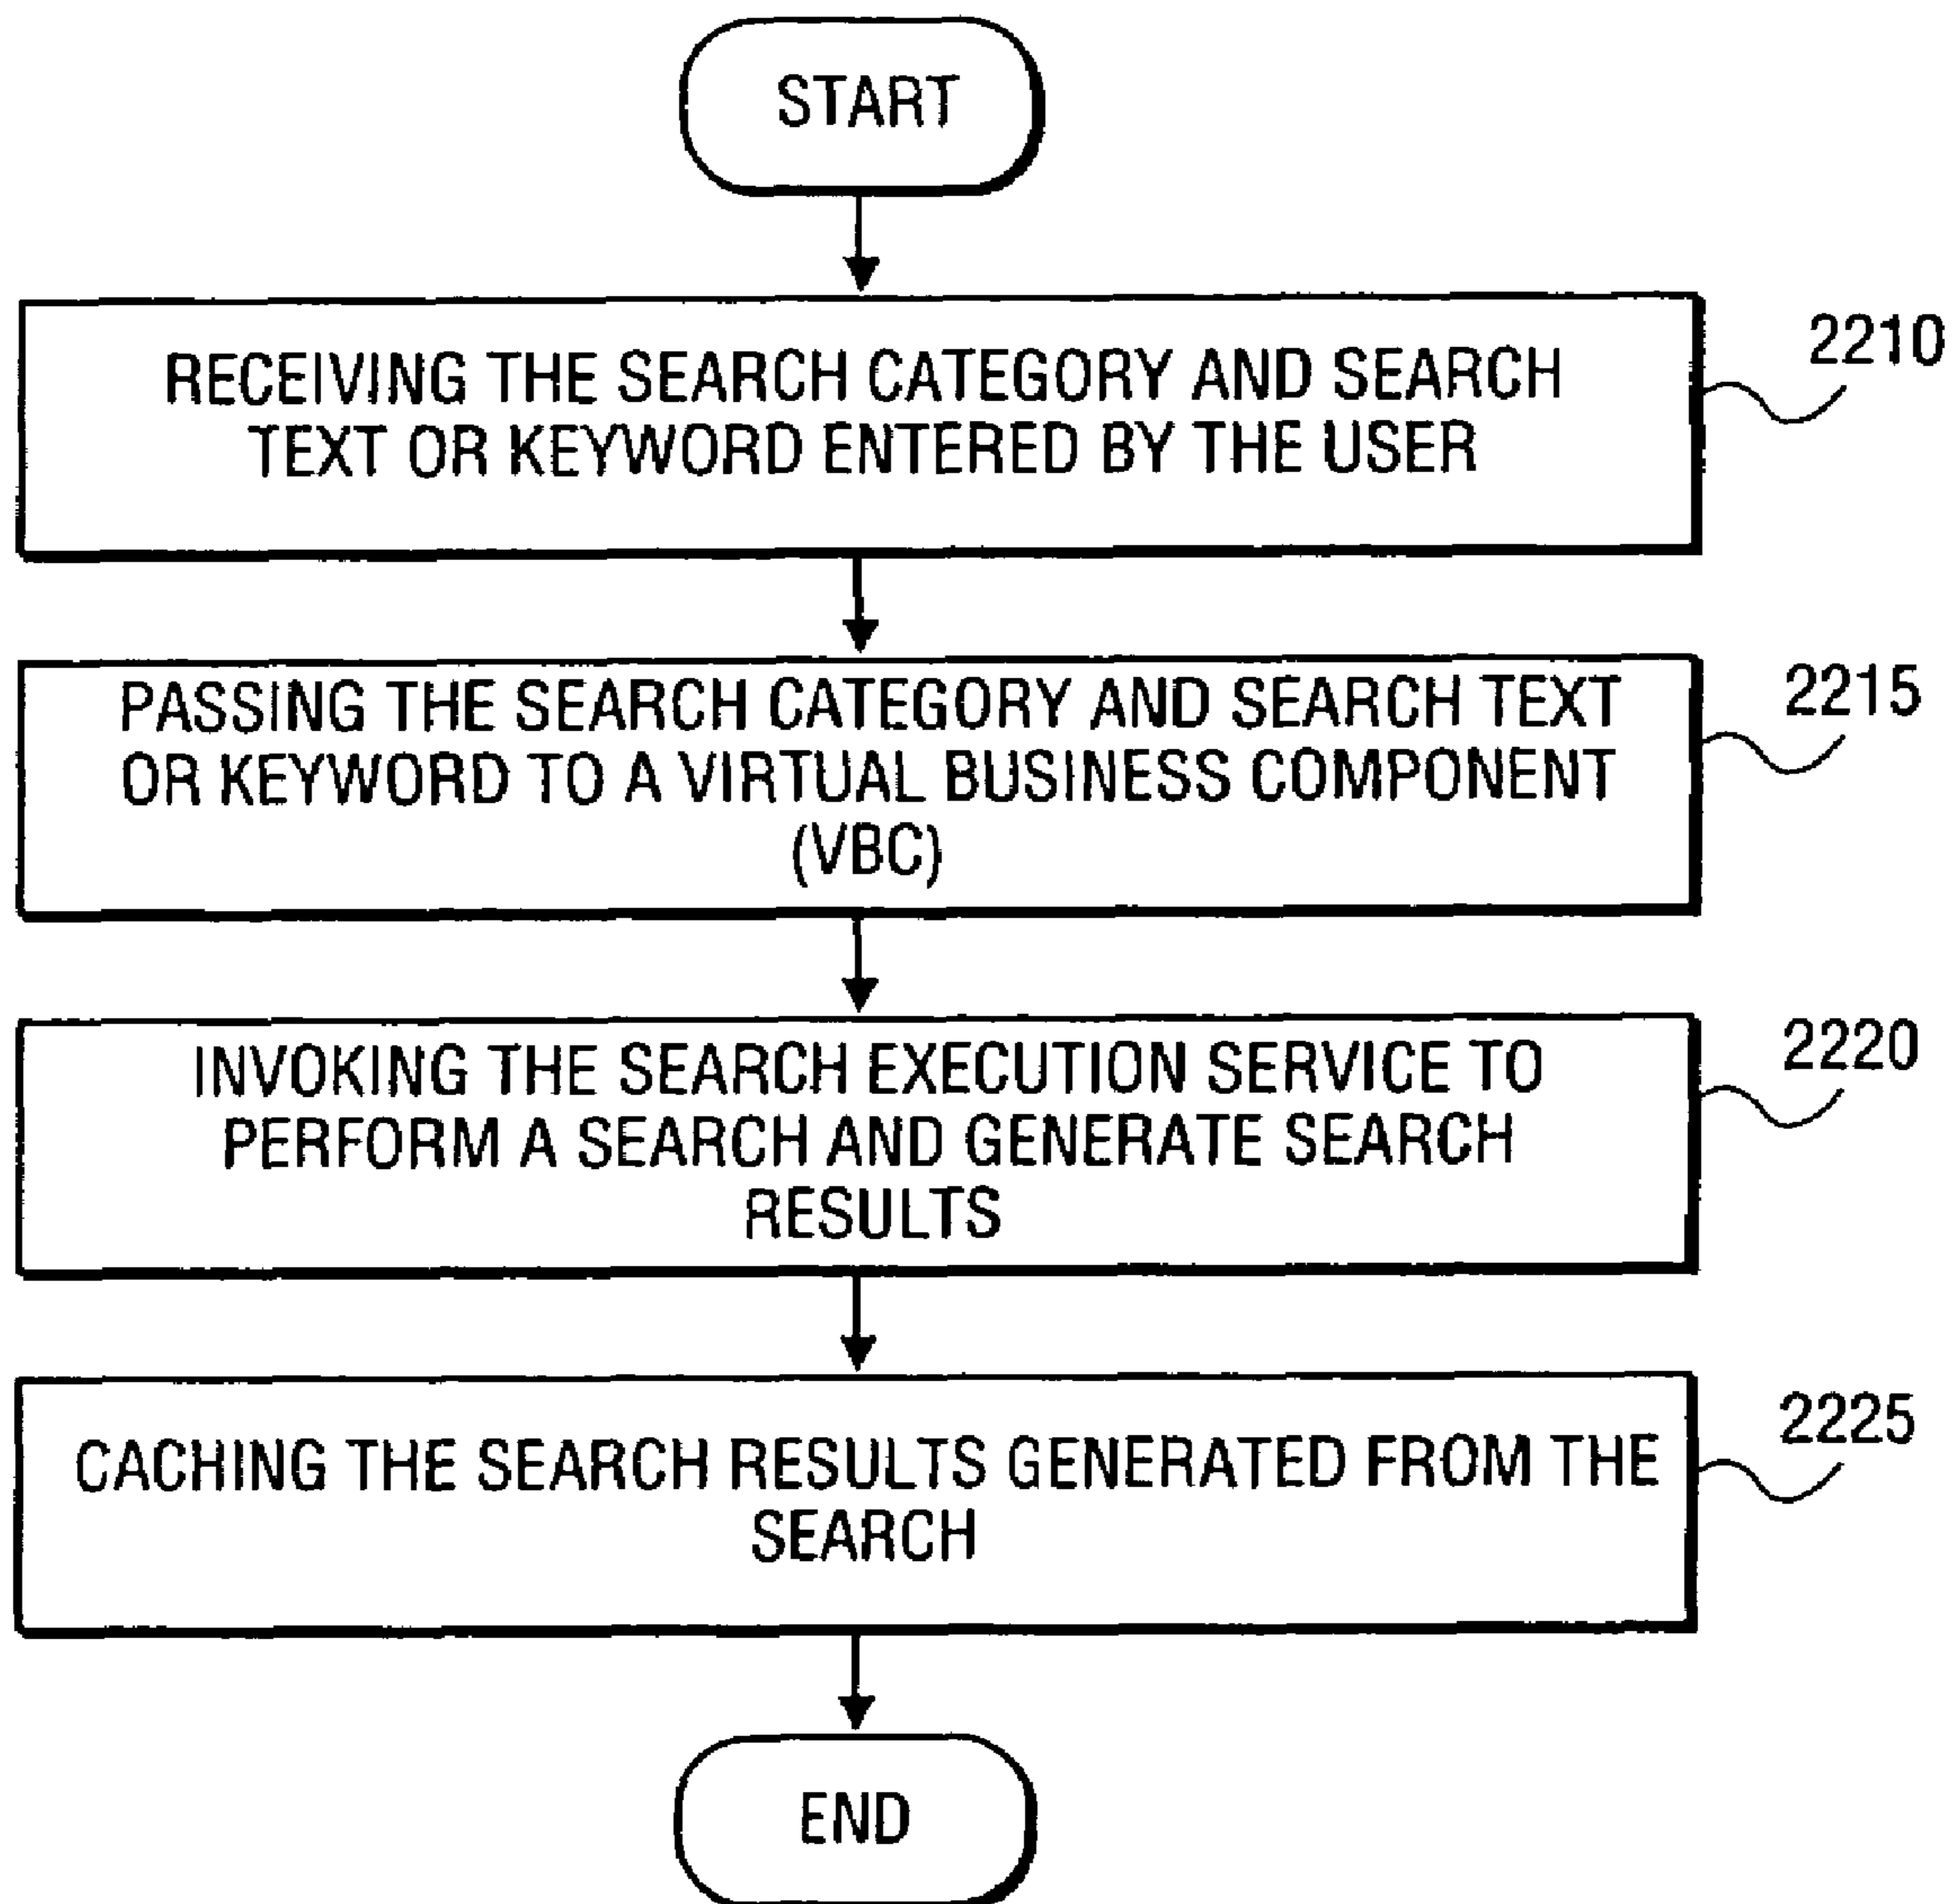 START
RECEIVING THE SEARCH CATEGORY AND SEARCH
TEXT OR KEYWORD ENTERED BY THE USER
2210
PASSING THE SEARCH CATEGORY AND SEARCH TEXT
OR KEYWORD TO A VIRTUAL BUSINESS COMPONENT
(VBC)
2215
INVOKING THE SEARCH EXECUTION SERVICE TO
PERFORM A SEARCH AND GENERATE SEARCH
RESULTS
2220
CACHING THE SEARCH RESULTS GENERATED FROM THE
SEARCH
2225
END